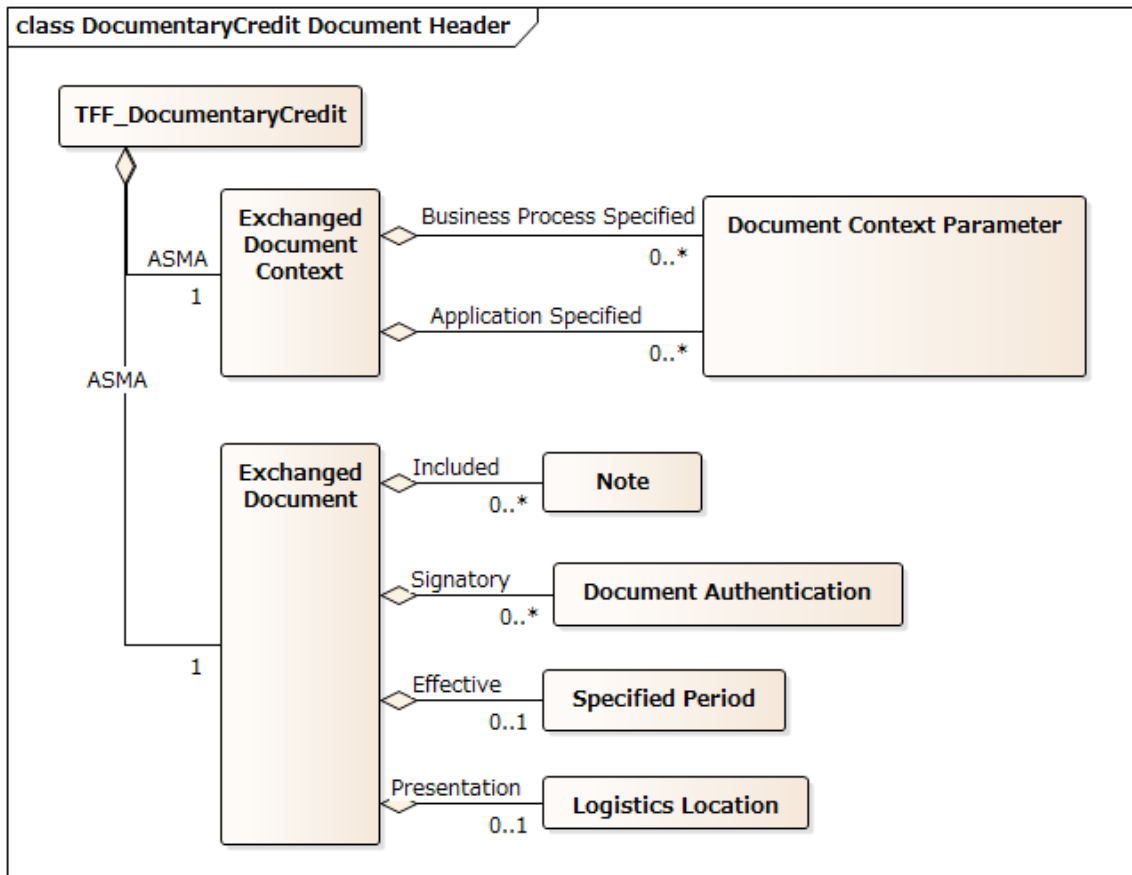 class DocumentaryCredit Document Header
TFF_DocumentaryCredit
Exchanged
Document
Context
ASMA
1
Business Process Specified
0..*
Application Specified
0..*
Document Context Parameter
ASMA
1
Exchanged
Document
Included
0..*
Note
Signatory
0..*
Document Authentication
Effective
0..1
Specified Period
Presentation
0..1
Logistics Location